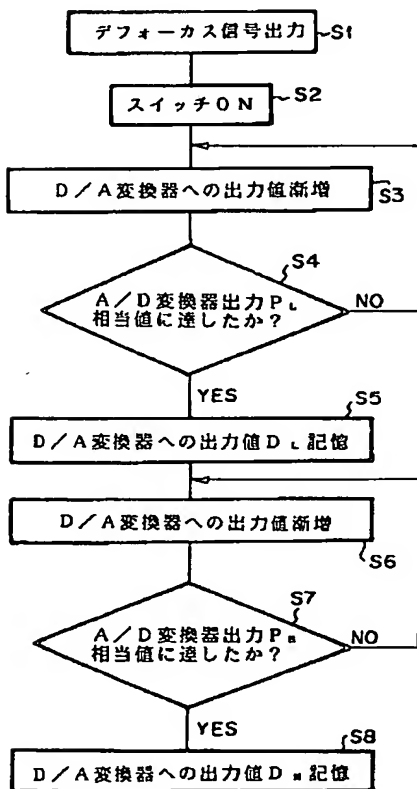 デフォーカス信号出力 S1
スイッチON S2
D/A変換器への出力値漸増
S3
S4
A/D変換器出力PL
相当値に達したか？
NO
YES
S5
D/A変換器への出力値DL記憶
D/A変換器への出力値漸増
S6
S7
A/D変換器出力P
相当値に達したか？
NO
YES
S8
D/A変換器への出力値D 記憶